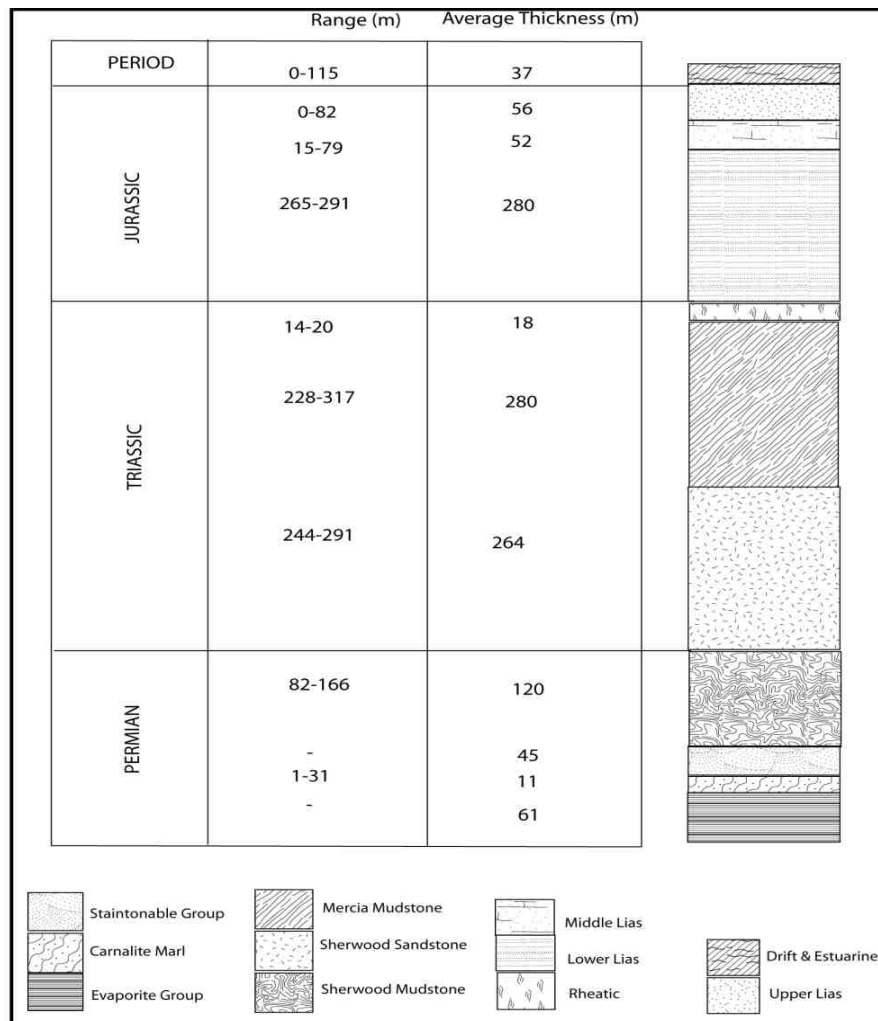 Range (m) Average Thickness (m)
PERIOD 0-115 37
0-82 56
15-79 52
JURASSIC 265-291 280
14-20 18
228-317 280
TRIASSIC
244-291 264
82-166 120
PERMIAN
- 45
1-31 11
- 61
Staintonable Group
Carnalite Marl
Evaporite Group
Mercia Mudstone
Sherwood Sandstone
Sherwood Mudstone
Middle Lias
Lower Lias
Rheatic
Drift & Estuarine
Upper Lias